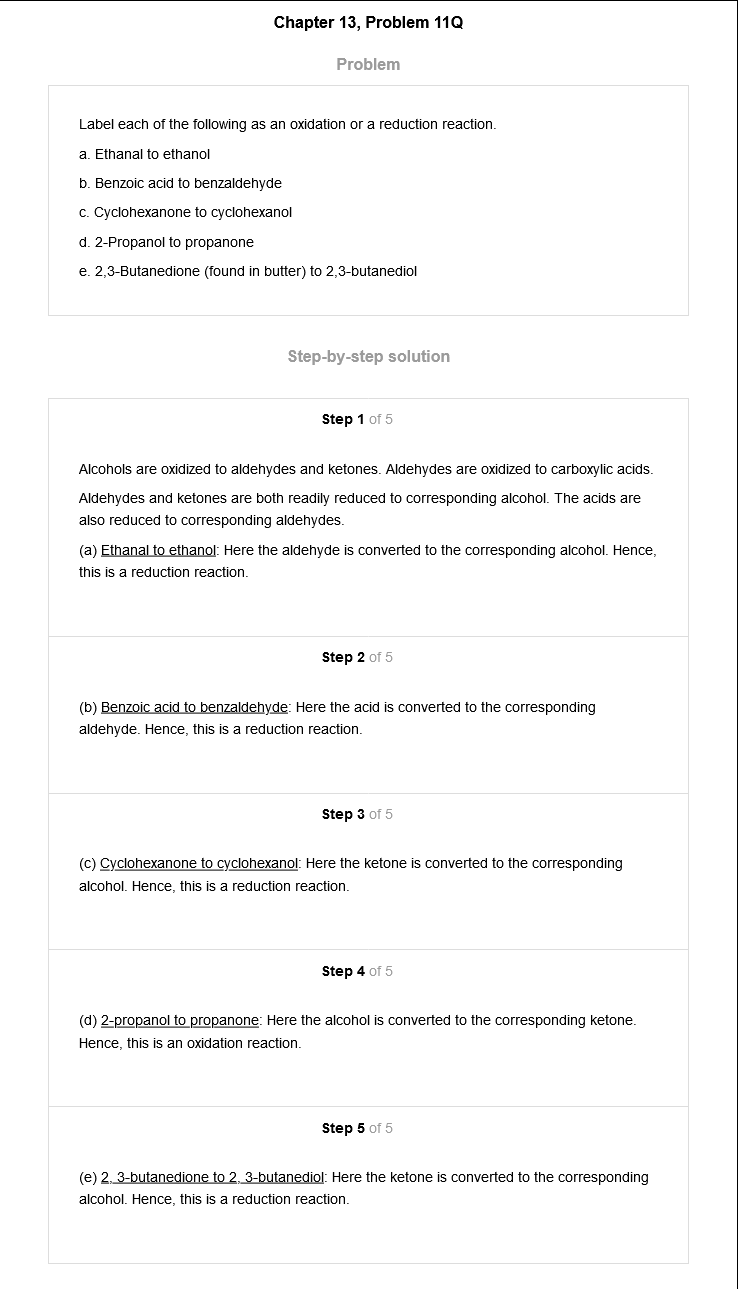 Chapter 13, Problem 11Q
Problem
Label each of the following as an oxidation or a reduction reaction.
a. Ethanal to ethanol
b. Benzoic acid to benzaldehyde
c. Cyclohexanone to cyclohexanol
d. 2-Propanol to propanone
e. 2,3-Butanedione (found in butter) to 2,3-butanediol
Step-by-step solution
Step 1 of 5
Alcohols are oxidized to aldehydes and ketones. Aldehydes are oxidized to carboxylic acids.
Aldehydes and ketones are both readily reduced to corresponding alcohol. The acids are
also reduced to corresponding aldehydes.
(a) Ethanal to ethanol: Here the aldehyde is converted to the corresponding alcohol. Hence,
this is a reduction reaction.
Step 2 of 5
(b) Benzoic acid to benzaldehyde: Here the acid is converted to the corresponding
aldehyde. Hence, this is a reduction reaction.
Step 3 of 5
(c) Cyclohexanone to cyclohexanol: Here the ketone is converted to the corresponding
alcohol. Hence, this is a reduction reaction.
Step 4 of 5
(d) 2-propanol to propanone: Here the alcohol is converted to the corresponding ketone.
Hence, this is an oxidation reaction.
Step 5 of 5
(e) 2, 3-butanedione to 2, 3-butanediol: Here the ketone is converted to the corresponding
alcohol. Hence, this is a reduction reaction.